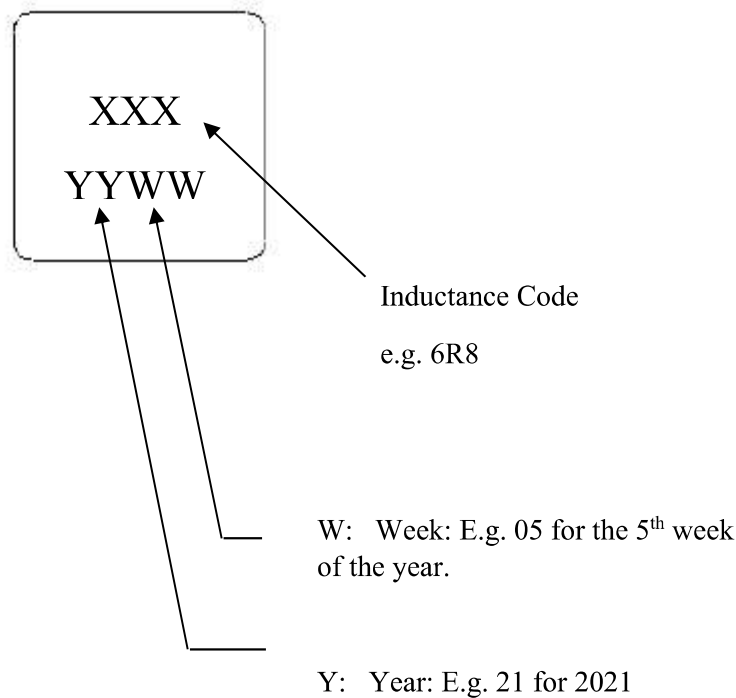 XXX
YYWW
Inductance Code
e.g. 6R8
W: Week: E.g. 05 for the 5th week
of the year.
Y: Year: E.g. 21 for 2021